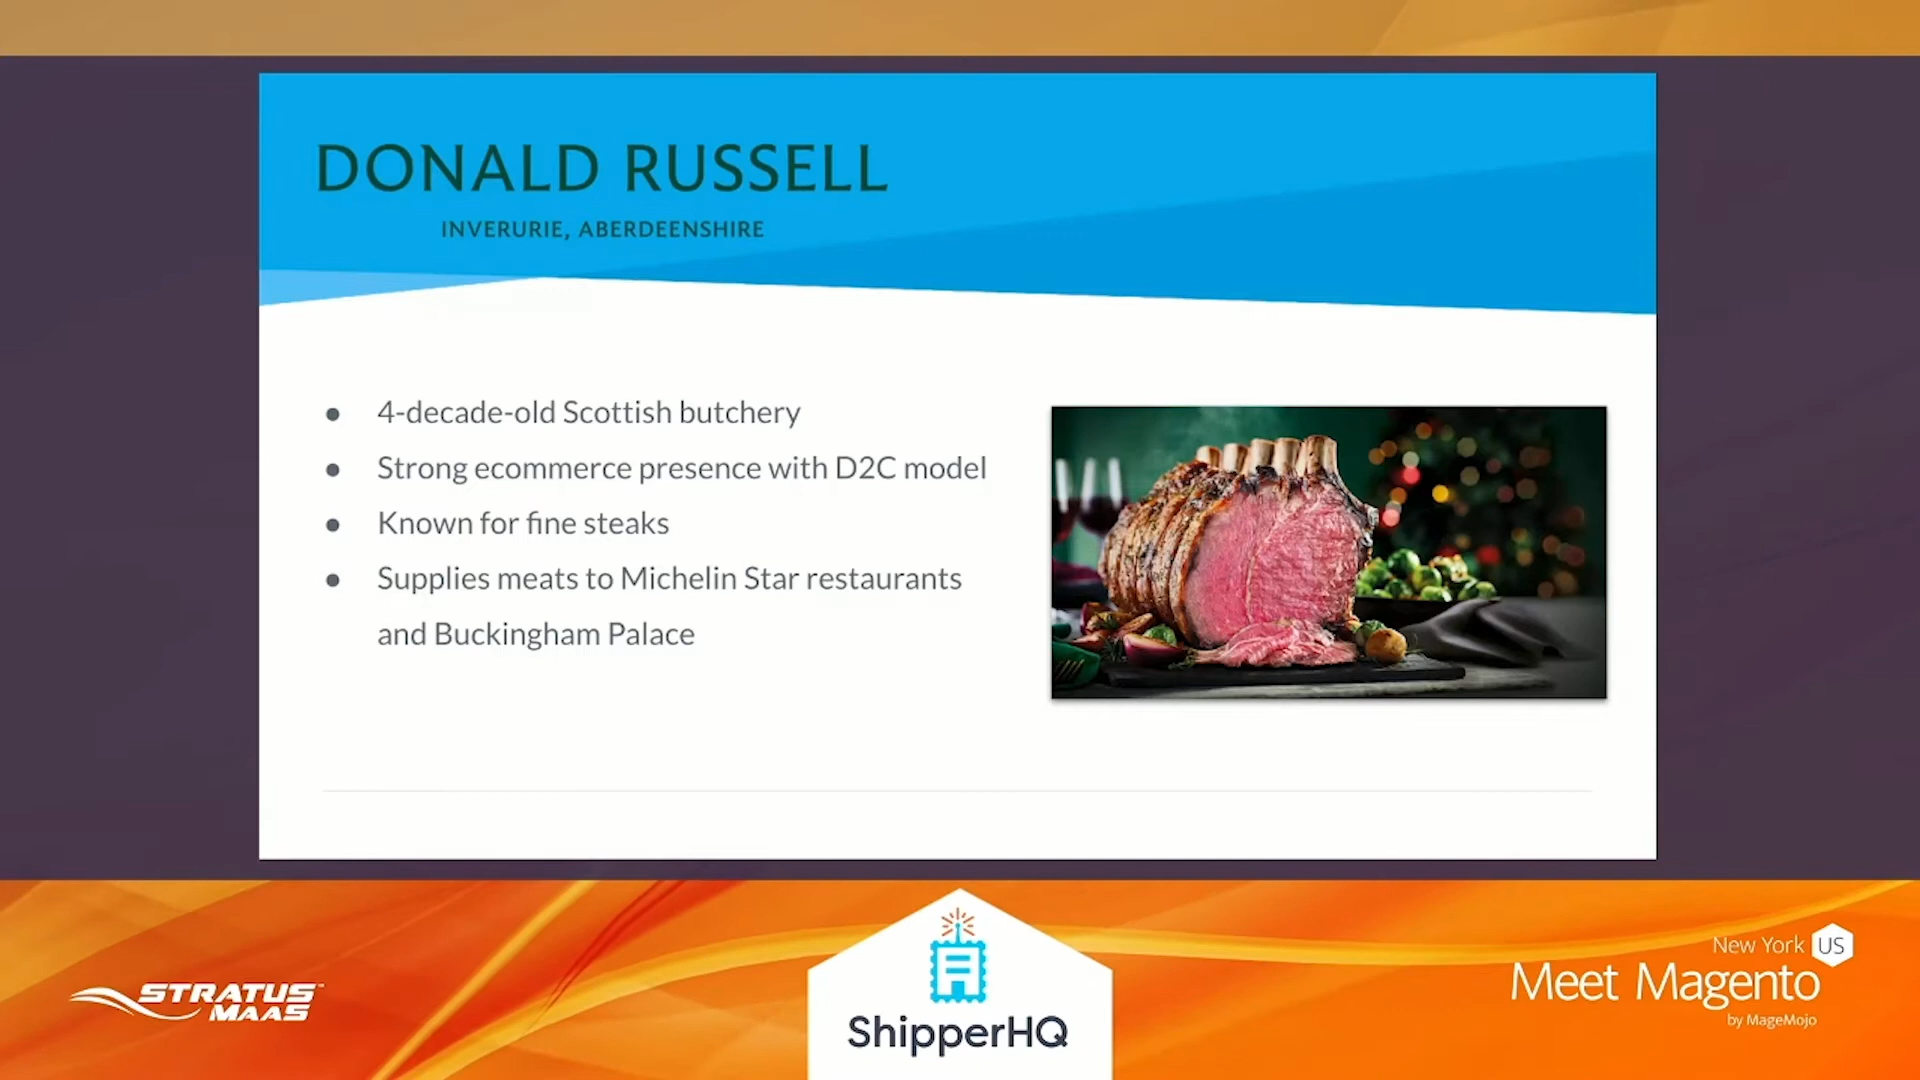 DONALD RUSSELL
INVERURIE, ABERDEENSHIRE
● 4-decade-old Scottish butchery
● Strong ecommerce presence with D2C model
● Known for fine steaks
● Supplies meats to Michelin Star restaurants
and Buckingham Palace
STRATUS™
MAAS
ShipperHQ
New York US
Meet Magento
by MageMojo